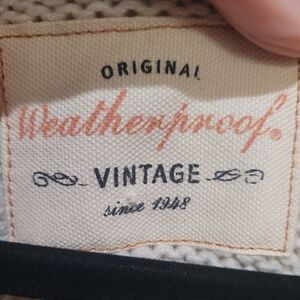 ORIGINAL
Weatherproof®
VINTAGE
since 1948